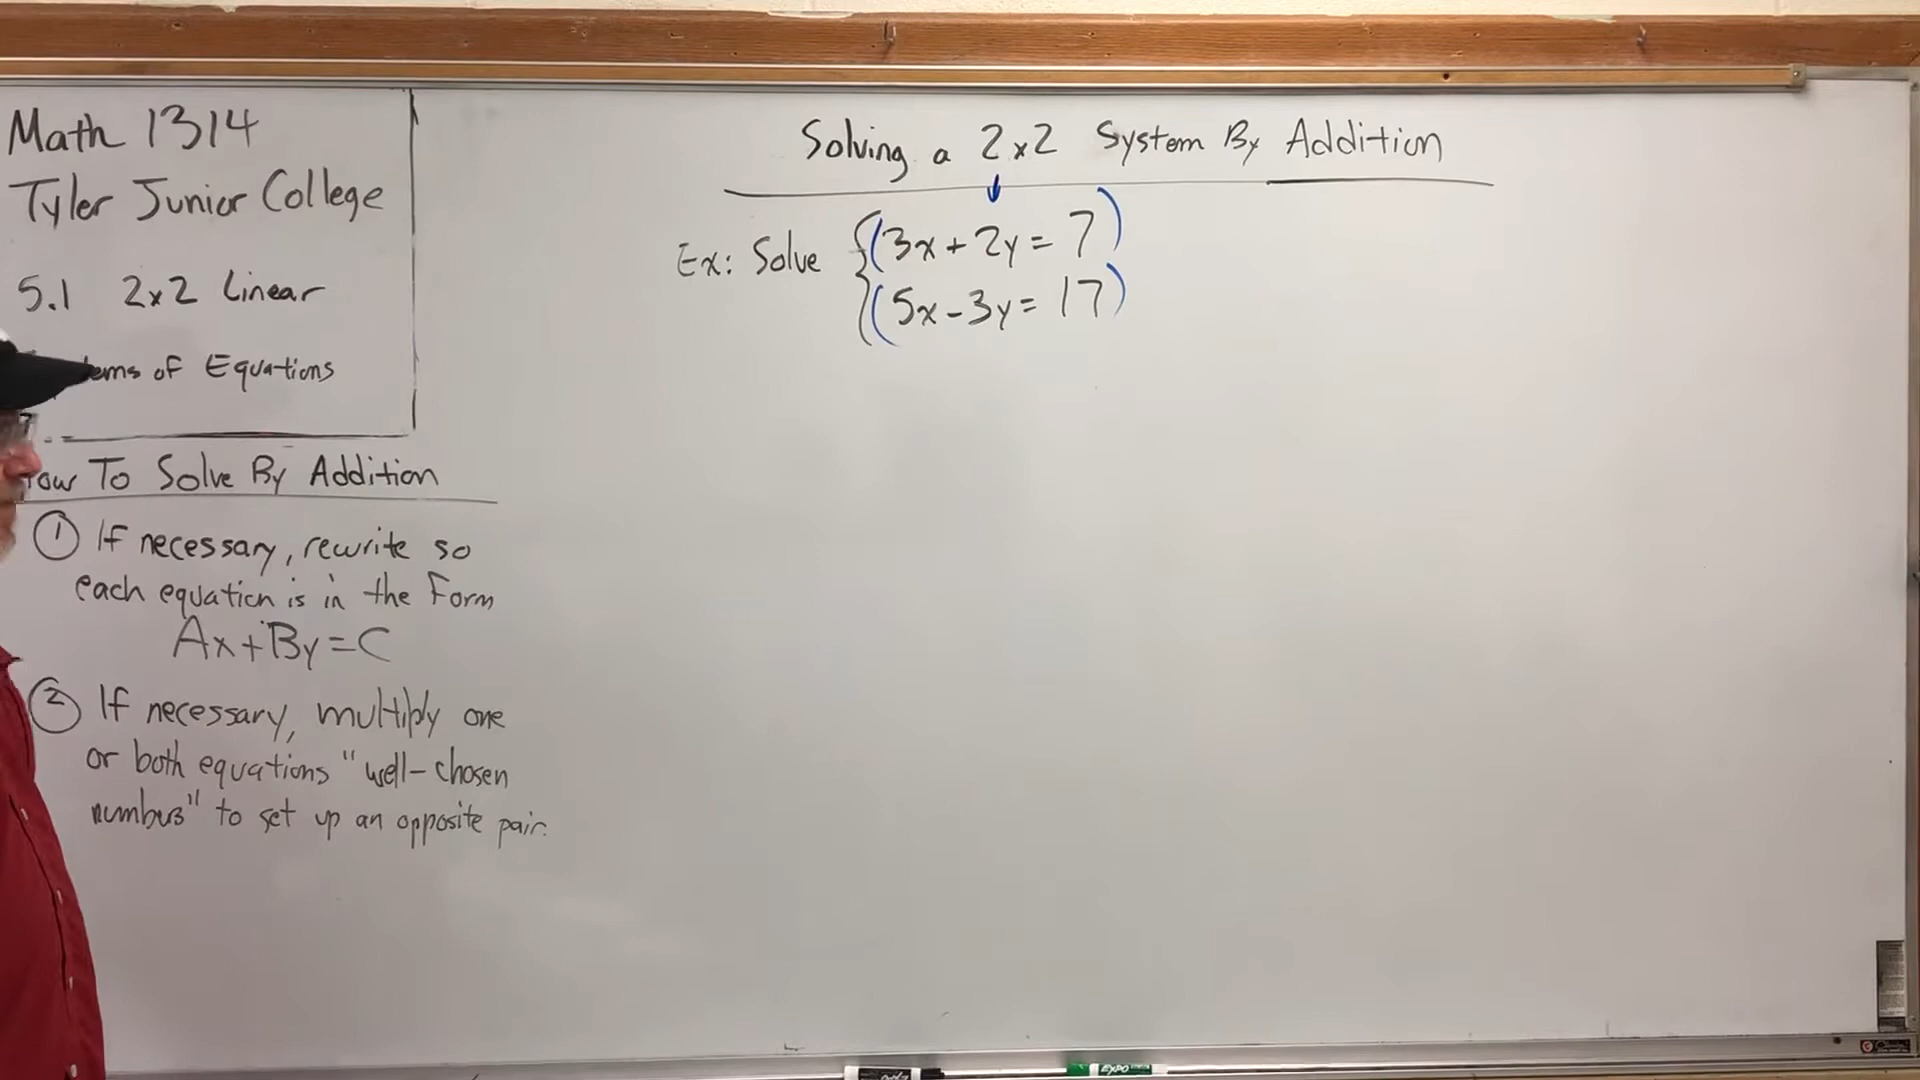 Math 1314
Tyler Junior College
5.1 2x2 Linear
of Equations
How To Solve By Addition
① If necessary, rewrite so
each equation is in the Form
Ax+By=C
② If necessary, multiply one
or both equations "well-chosen
numbers" to set up an opposite pair.
Solving a 2x2 System By Addition
Ex: Solve {(3x+2y=7)
(5x-3y=17)
EXPO